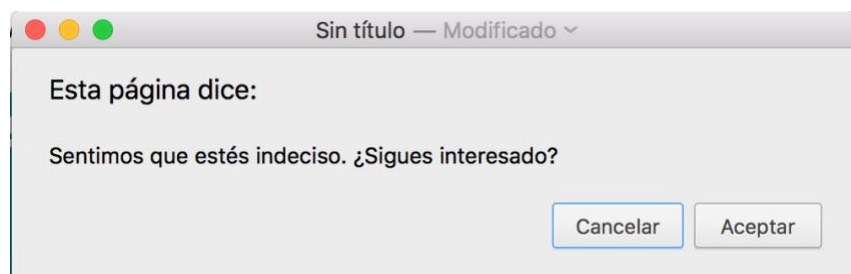 Sin título — Modificado
Esta página dice:
Sentimos que estés indeciso. ¿Sigues interesado?
Cancelar Aceptar